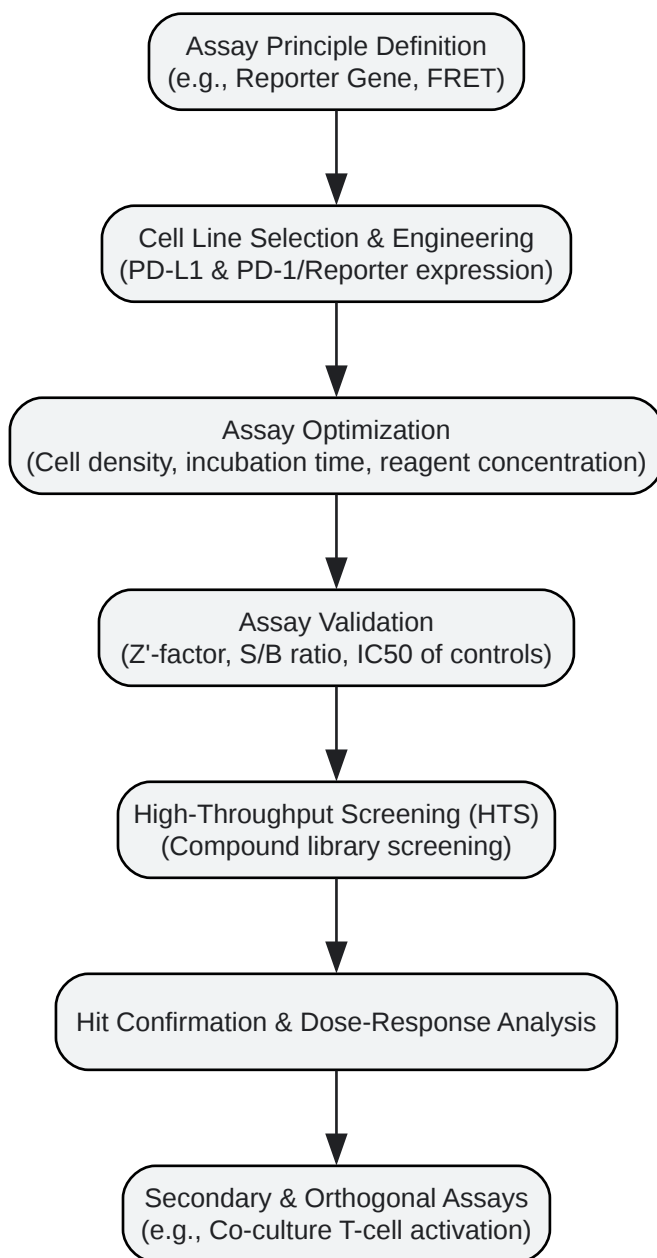 Assay Principle Definition
(e.g., Reporter Gene, FRET)
Cell Line Selection & Engineering
(PD-L1 & PD-1/Reporter expression)
Assay Optimization
(Cell density, incubation time, reagent concentration)
Assay Validation
(Z'-factor, S/B ratio, IC50 of controls)
High-Throughput Screening (HTS)
(Compound library screening)
Hit Confirmation & Dose-Response Analysis
Secondary & Orthogonal Assays
(e.g., Co-culture T-cell activation)